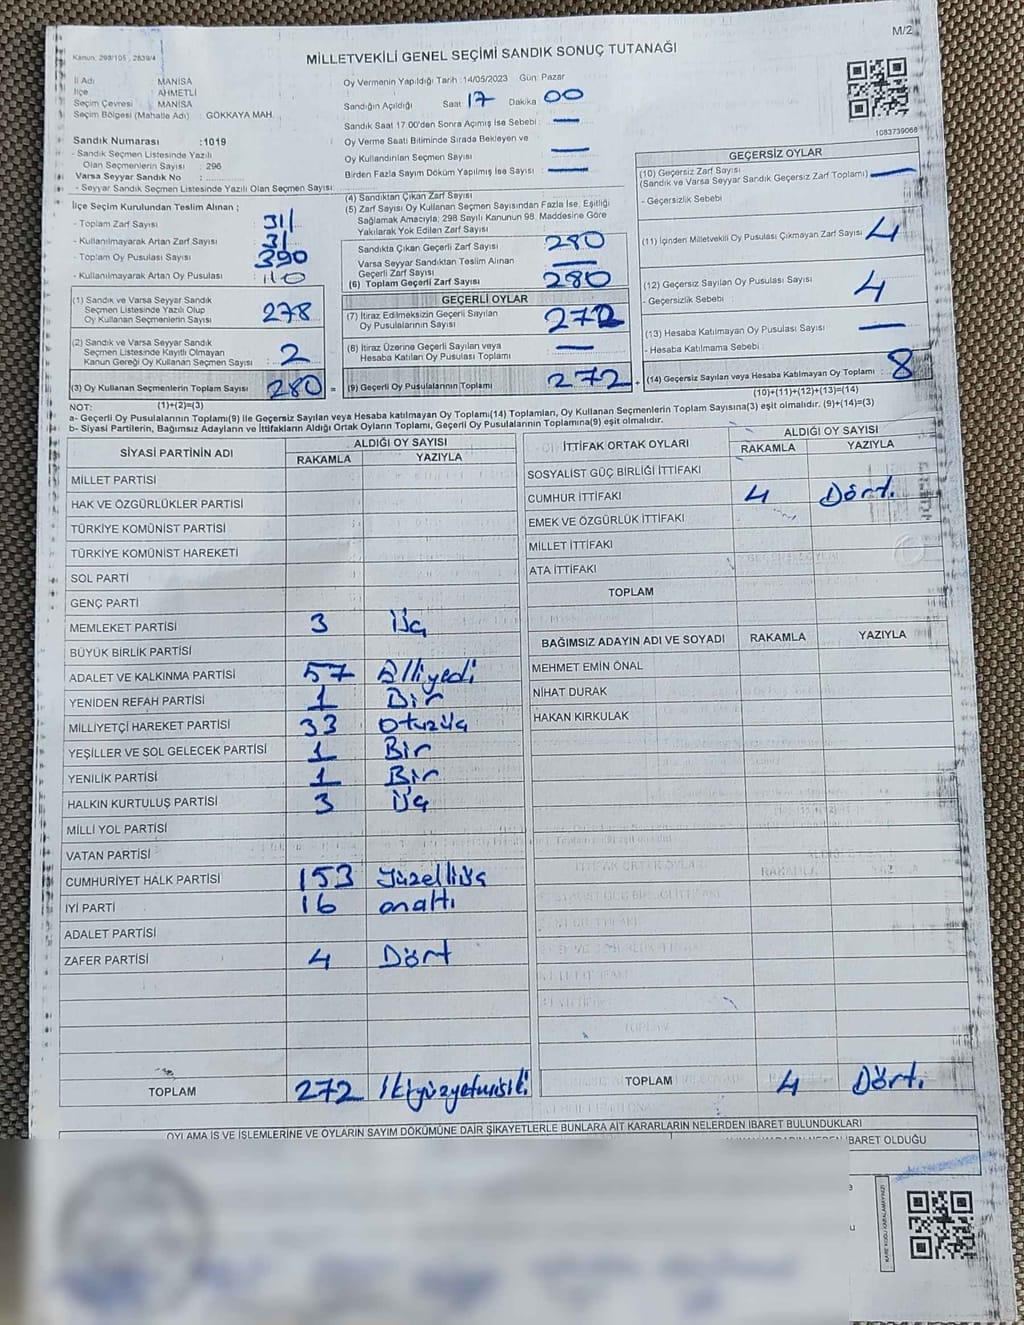 M/2
Kanun: 298/105 , 2839/4
MİLLETVEKİLİ GENEL SEÇİMİ SANDIK SONUÇ TUTANAĞI
İl Adı : MANİSA
İlçe : AHMETLİ
Seçim Çevresi : MANİSA
Seçim Bölgesi (Mahalle Adı) : GÖKKAYA MAH.
Sandık Numarası : 1019
- Sandık Seçmen Listesinde Yazılı
Olan Seçmenlerin Sayısı : 296
Varsa Seyyar Sandık No :
- Seyyar Sandık Seçmen Listesinde Yazılı Olan Seçmen Sayısı:
Oy Vermenin Yapıldığı Tarih : 14/05/2023 Gün: Pazar
Sandığın Açıldığı Saat 17 Dakika 00
Sandık Saat 17:00'den Sonra Açımış İse Sebebi : —
Oy Verme Saati Bitiminde Sırada Bekleyen ve
Oy Kullandırılan Seçmen Sayısı : —
Birden Fazla Sayım Döküm Yapılmış İse Sayısı : —
1083739068
İlçe Seçim Kurulundan Teslim Alınan ;
- Toplam Zarf Sayısı : 311
- Kullanılmayarak Artan Zarf Sayısı : 31
- Toplam Oy Pusulası Sayısı : 390
- Kullanılmayarak Artan Oy Pusulası : 110
(1) Sandık ve Varsa Seyyar Sandık
Seçmen Listesinde Yazılı Olup
Oy Kullanan Seçmenlerin Sayısı : 278
(2) Sandık ve Varsa Seyyar Sandık
Seçmen Listesinde Kayıtlı Olmayan
Kanun Gereği Oy Kullanan Seçmen Sayısı : 2
(3) Oy Kullanan Seçmenlerin Toplam Sayısı : 280 =
(1)+(2)=(3)
(4) Sandıktan Çıkan Zarf Sayısı
(5) Zarf Sayısı Oy Kullanan Seçmen Sayısından Fazla İse, Eşitliği
Sağlamak Amacıyla, 298 Sayılı Kanunun 98. Maddesine Göre
Yakılarak Yok Edilen Zarf Sayısı :
Sandıkta Çıkan Geçerli Zarf Sayısı : 280
Varsa Seyyar Sandıktan Teslim Alınan
Geçerli Zarf Sayısı : —
(6) Toplam Geçerli Zarf Sayısı : 280
GEÇERLİ OYLAR
(7) İtiraz Edilmeksizin Geçerli Sayılan
Oy Pusulalarının Sayısı : 272
(8) İtiraz Üzerine Geçerli Sayılan veya
Hesaba Katılan Oy Pusulası Toplamı : —
(9) Geçerli Oy Pusulalarının Toplamı : 272 +
GEÇERSİZ OYLAR
(10) Geçersiz Zarf Sayısı : —
(Sandık ve Varsa Seyyar Sandık Geçersiz Zarf Toplamı)
- Geçersizlik Sebebi :
(11) İçinden Milletvekili Oy Pusulası Çıkmayan Zarf Sayısı : 4
(12) Geçersiz Sayılan Oy Pusulası Sayısı : 4
- Geçersizlik Sebebi :
(13) Hesaba Katılmayan Oy Pusulası Sayısı : —
- Hesaba Katılmama Sebebi :
(14) Geçersiz Sayılan veya Hesaba Katılmayan Oy Toplamı : 8
(10)+(11)+(12)+(13)=(14)
NOT:
a- Geçerli Oy Pusulalarının Toplamı(9) ile Geçersiz Sayılan veya Hesaba katılmayan Oy Toplamı(14) Toplamları, Oy Kullanan Seçmenlerin Toplam Sayısına(3) eşit olmalıdır. (9)+(14)=(3)
b- Siyasi Partilerin, Bağımsız Adayların ve İttifakların Aldığı Ortak Oyların Toplamı, Geçerli Oy Pusulalarının Toplamına(9) eşit olmalıdır.
SİYASİ PARTİNİN ADI ALDIĞI OY SAYISI
RAKAMLA YAZIYLA
MİLLET PARTİSİ
HAK VE ÖZGÜRLÜKLER PARTİSİ
TÜRKİYE KOMÜNİST PARTİSİ
TÜRKİYE KOMÜNİST HAREKETİ
SOL PARTİ
GENÇ PARTİ
MEMLEKET PARTİSİ 3 üç
BÜYÜK BİRLİK PARTİSİ
ADALET VE KALKINMA PARTİSİ 57 Elliyedi
YENİDEN REFAH PARTİSİ 1 Bir
MİLLİYETÇİ HAREKET PARTİSİ 33 otuzüç
YEŞİLLER VE SOL GELECEK PARTİSİ 1 Bir
YENİLİK PARTİSİ 1 Bir
HALKIN KURTULUŞ PARTİSİ 3 üç
MİLLİ YOL PARTİSİ
VATAN PARTİSİ
CUMHURİYET HALK PARTİSİ 153 yüzelliüç
İYİ PARTİ 16 onaltı
ADALET PARTİSİ
ZAFER PARTİSİ 4 Dört
TOPLAM 272 ikiyüzyetmişiki
İTTİFAK ORTAK OYLARI ALDIĞI OY SAYISI
RAKAMLA YAZIYLA
SOSYALİST GÜÇ BİRLİĞİ İTTİFAKI
CUMHUR İTTİFAKI 4 Dört.
EMEK VE ÖZGÜRLÜK İTTİFAKI
MİLLET İTTİFAKI
ATA İTTİFAKI
TOPLAM
BAĞIMSIZ ADAYIN ADI VE SOYADI RAKAMLA YAZIYLA
MEHMET EMİN ÖNAL
NİHAT DURAK
HAKAN KIRKULAK
TOPLAM 4 Dört.
OYLAMA İŞ VE İŞLEMLERİNE VE OYLARIN SAYIM DÖKÜMÜNE DAİR ŞİKAYETLERLE BUNLARA AİT KARARLARIN NELERDEN İBARET BULUNDUKLARI
İBARET OLDUĞU
KARE KODU KARALAMAYINIZ!